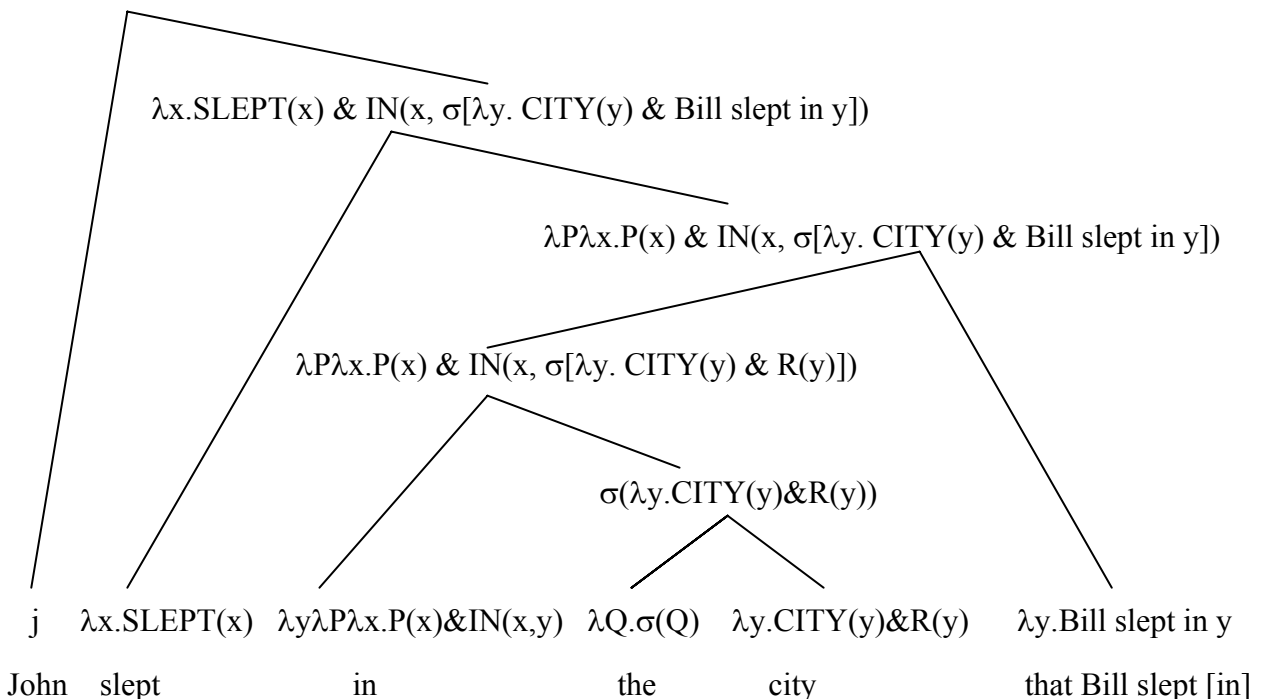 λx.SLEPT(x) & IN(x, σ[λy. CITY(y) & Bill slept in y])
λPλx.P(x) & IN(x, σ[λy. CITY(y) & Bill slept in y])
λPλx.P(x) & IN(x, σ[λy. CITY(y) & R(y)])
σ(λy.CITY(y)&R(y))
j λx.SLEPT(x) λyλPλx.P(x)&IN(x,y) λQ.σ(Q) λy.CITY(y)&R(y) λy.Bill slept in y
John slept in the city that Bill slept [in]